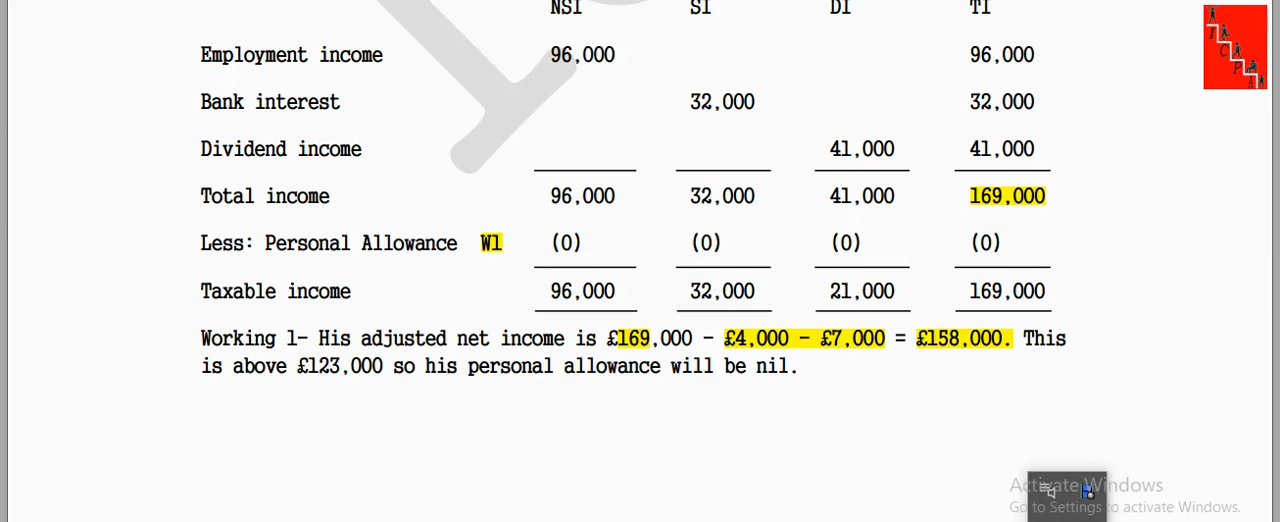 NSI SI DI TI
Employment income 96,000 96,000
Bank interest 32,000 32,000
Dividend income 41,000 41,000
Total income 96,000 32,000 41,000 169,000
Less: Personal Allowance W1 (0) (0) (0) (0)
Taxable income 96,000 32,000 21,000 169,000
Working 1- His adjusted net income is £169,000 - £4,000 - £7,000 = £158,000. This
is above £123,000 so his personal allowance will be nil.
I
C
P
A
Activate Windows
Go to Settings to activate Windows.